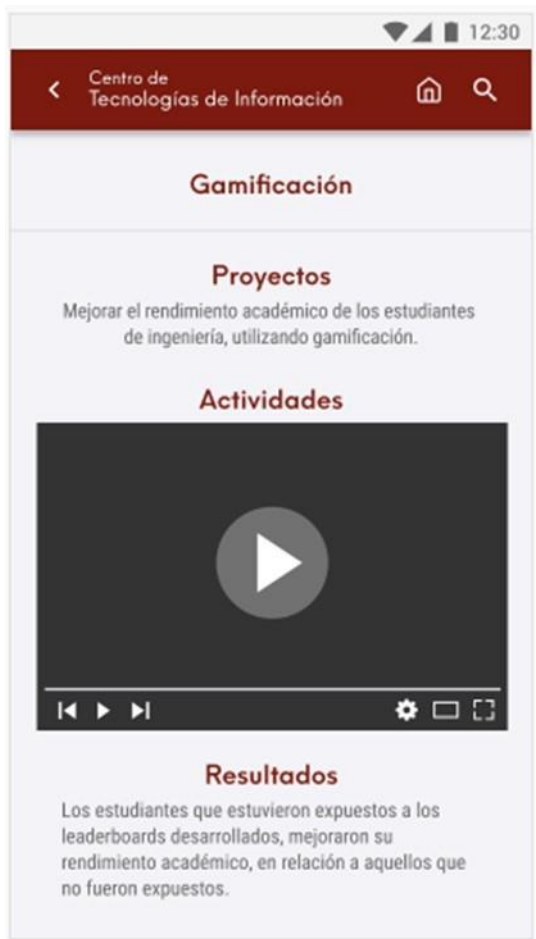 12:30
Centro de
Tecnologías de Información
Gamificación
Proyectos
Mejorar el rendimiento académico de los estudiantes
de ingeniería, utilizando gamificación.
Actividades
Resultados
Los estudiantes que estuvieron expuestos a los
leaderboards desarrollados, mejoraron su
rendimiento académico, en relación a aquellos que
no fueron expuestos.